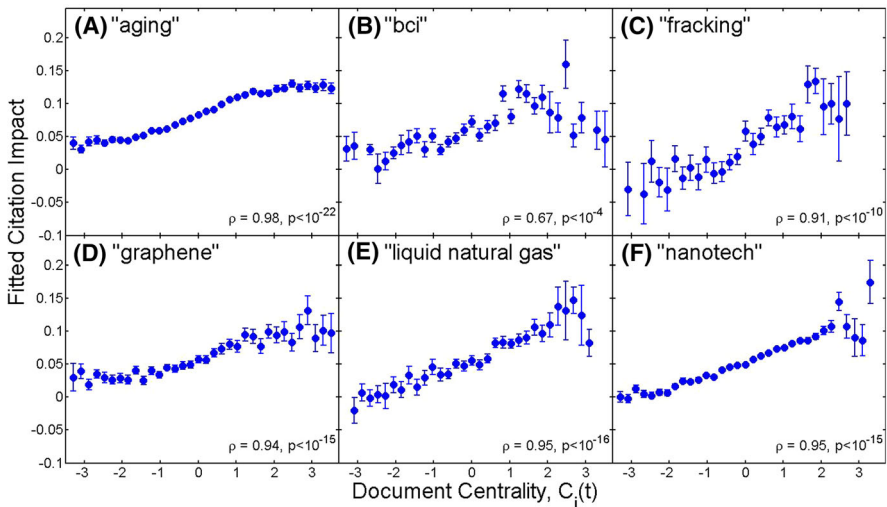 (A) "aging"
(B) "bci"
(C) "fracking"
0.2
0.15
0.1
0.05
0
0.05
0.1
ρ = 0.98, p<10^-22
ρ = 0.67, p<10^-4
ρ = 0.91, p<10^-10
Fitted Citation Impact
(D) "graphene"
(E) "liquid natural gas"
(F) "nanotech"
0.2
0.15
0.1
0.05
0
0.05
0.1
ρ = 0.94, p<10^-15
ρ = 0.95, p<10^-16
ρ = 0.95, p<10^-15
-3 -2 -1 0 1 2 3
-3 -2 -1 0 1 2 3
-3 -2 -1 0 1 2 3
Document Centrality, C_i(t)